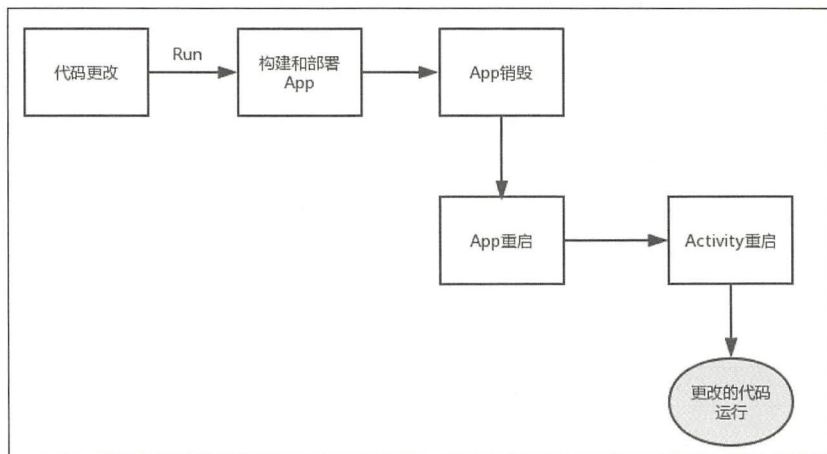 代码更改
Run
构建和部署
App
App销毁
App重启
Activity重启
更改的代码
运行